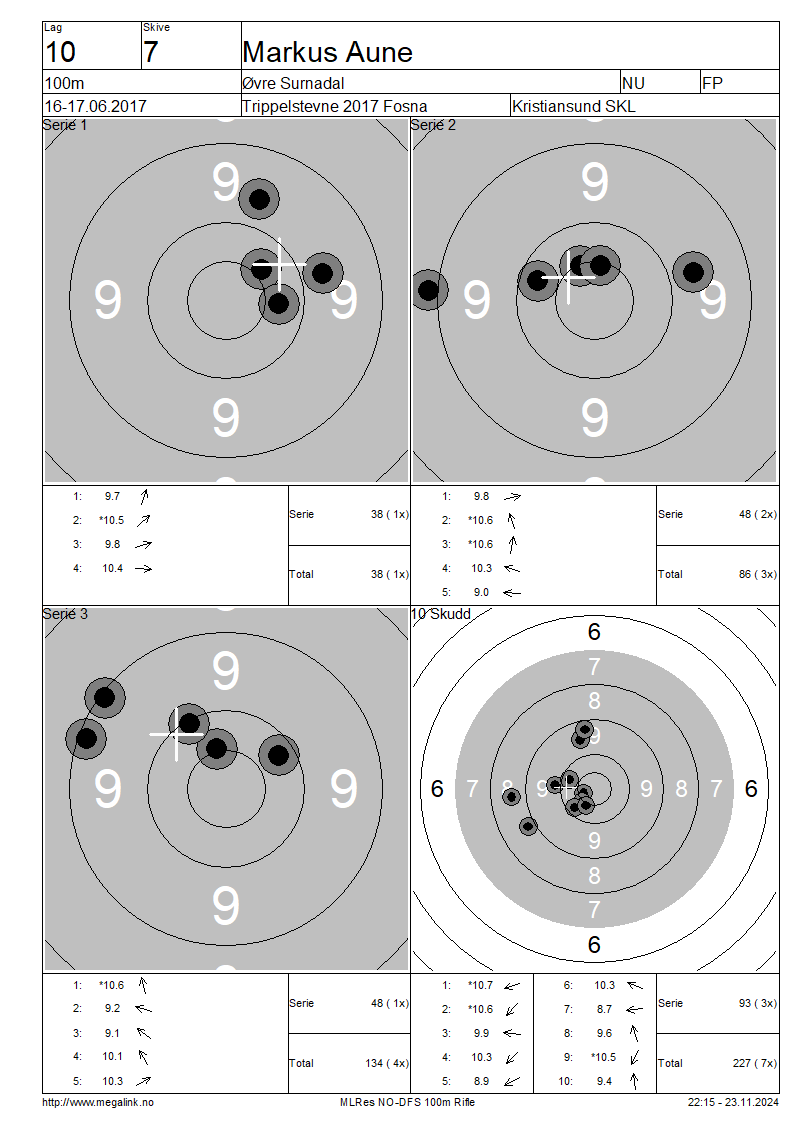 Lag Skive
10 7 Markus Aune
100m Øvre Surnadal NU FP
16-17.06.2017 Trippelstevne 2017 Fosna Kristiansund SKL
Serie 1
9
9 9
9
1: 9.7
2: *10.5
3: 9.8
4: 10.4
Serie 38 ( 1x)
Total 38 ( 1x)
Serie 2
9
9 9
9
1: 9.8
2: *10.6
3: *10.6
4: 10.3
5: 9.0
Serie 48 ( 2x)
Total 86 ( 3x)
Serie 3
9
9 9
9
1: *10.6
2: 9.2
3: 9.1
4: 10.1
5: 10.3
Serie 48 ( 1x)
Total 134 ( 4x)
10 Skudd
6
7
8
9
6 7 8 9 9 8 7 6
9
8
7
6
1: *10.7 6: 10.3
2: *10.6 7: 8.7
3: 9.9 8: 9.6
4: 10.3 9: *10.5
5: 8.9 10: 9.4
Serie 93 ( 3x)
Total 227 ( 7x)
http://www.megalink.no MLRes NO-DFS 100m Rifle 22:15 - 23.11.2024